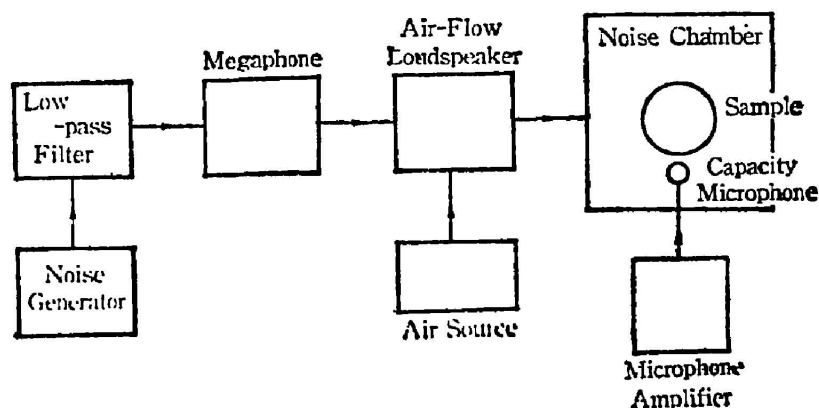 Low
-pass
Filter
Noise
Generator
Megaphone
Air-Flow
Loudspeaker
Air Source
Noise Chamber
Sample
Capacity
Microphone
Microphone
Amplifier